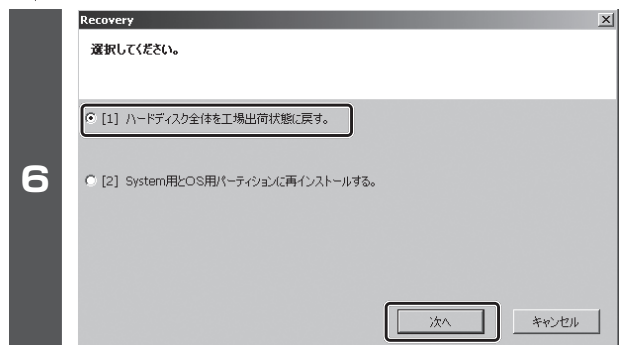 Recovery
選択してください。
[1] ハードディスク全体を工場出荷状態に戻す。
6
[2] System用とOS用パーティションに再インストールする。
次へ
キャンセル